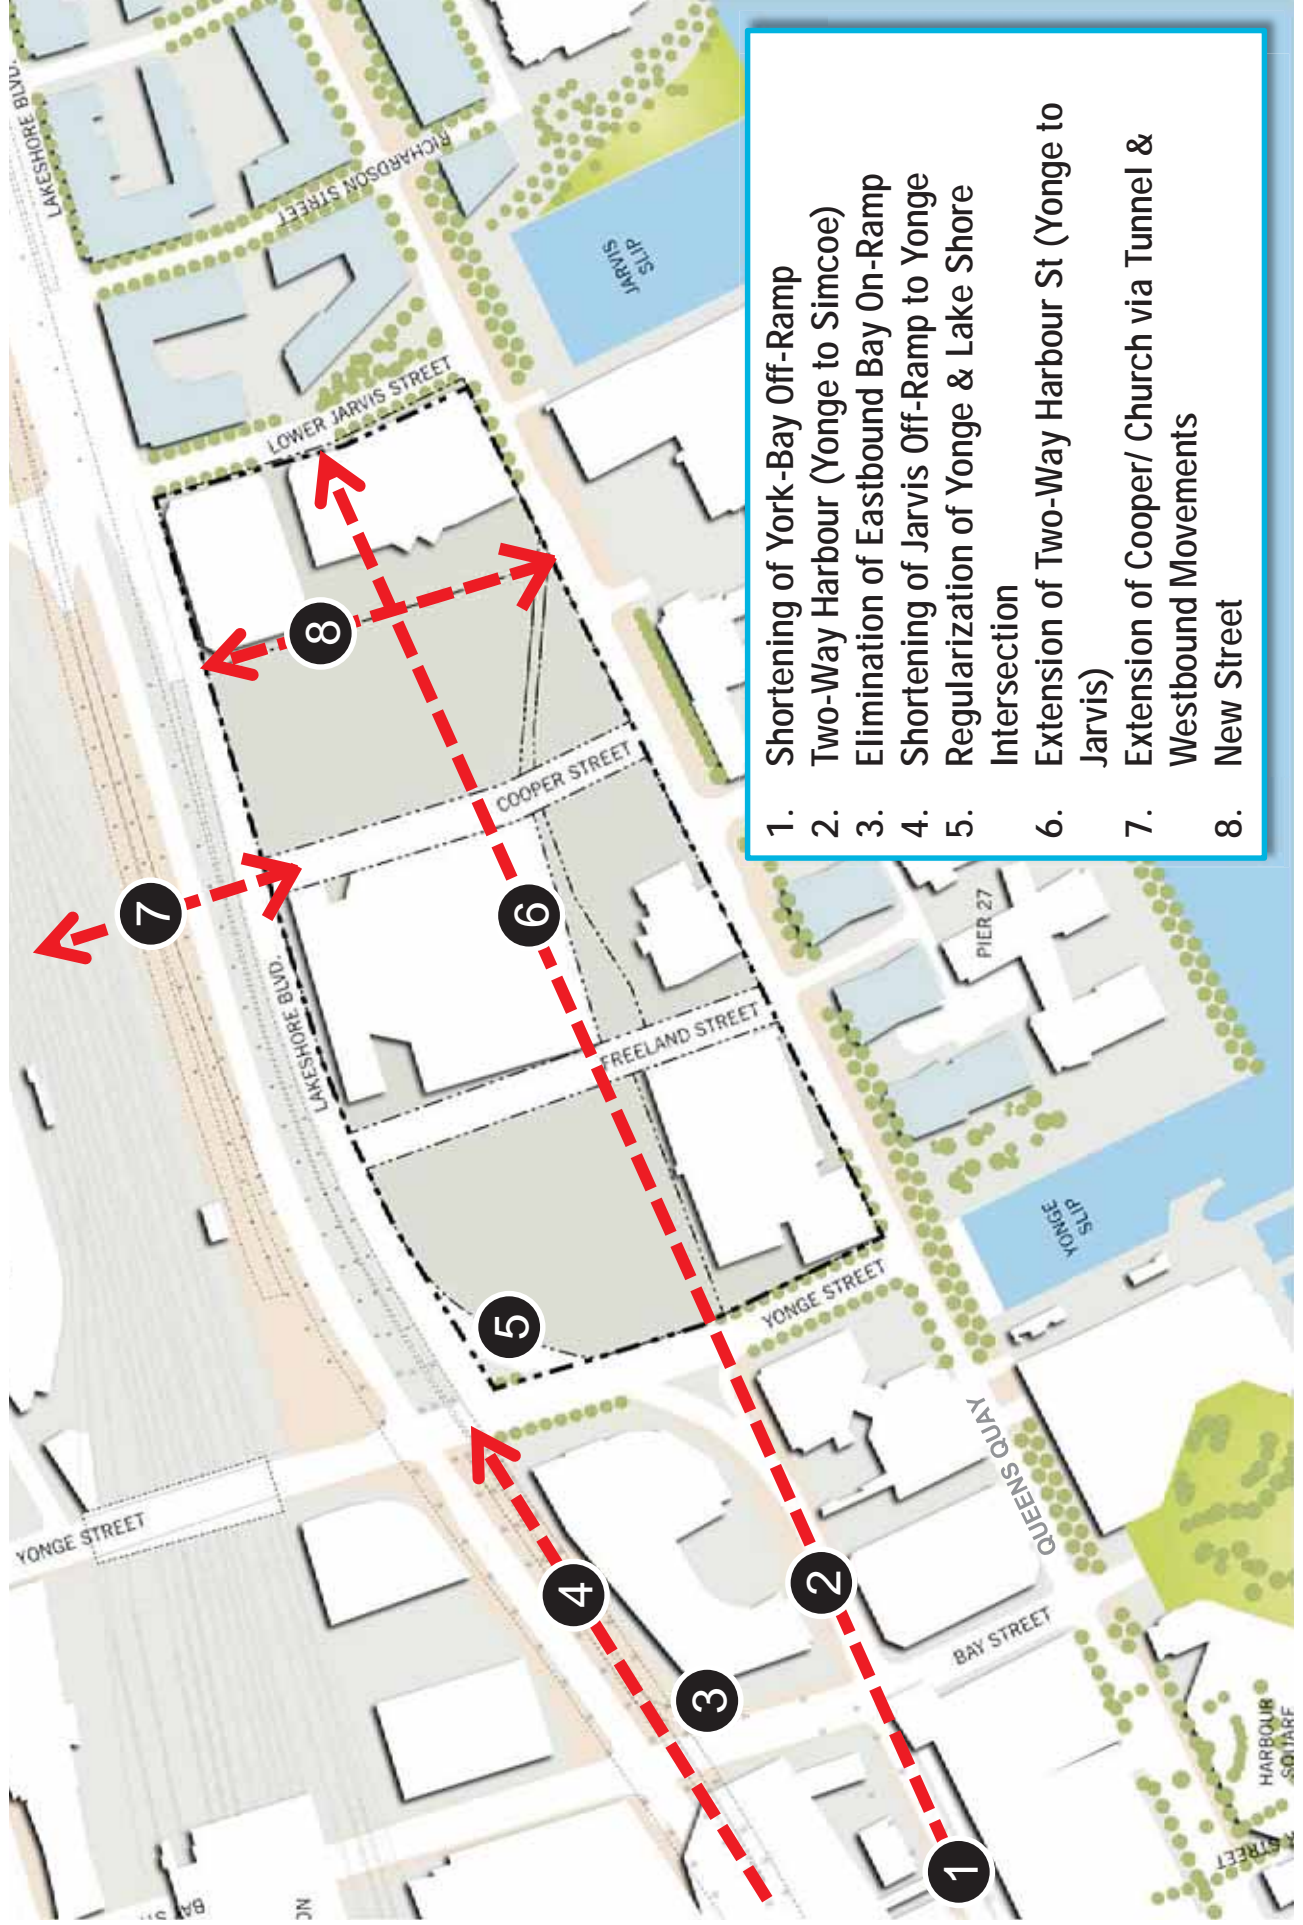 1. Shortening of York-Bay Off-Ramp
2. Two-Way Harbour (Yonge to Simcoe)
3. Elimination of Eastbound Bay On-Ramp
4. Shortening of Jarvis Off-Ramp to Yonge
5. Regularization of Yonge & Lake Shore
Intersection
6. Extension of Two-Way Harbour St (Yonge to
Jarvis)
7. Extension of Cooper/ Church via Tunnel &
Westbound Movements
8. New Street
YONGE STREET
LAKESHORE BLVD.
LAKESHORE BLVD.
7
8
5
4
6
3
2
1
LOWER JARVIS STREET
RICHARDSON STREET
COOPER STREET
FREELAND STREET
YONGE STREET
BAY STREET
QUEENS QUAY
PIER 27
JARVIS
SLIP
YONGE
SLIP
HARBOUR
SQUARE
STREET